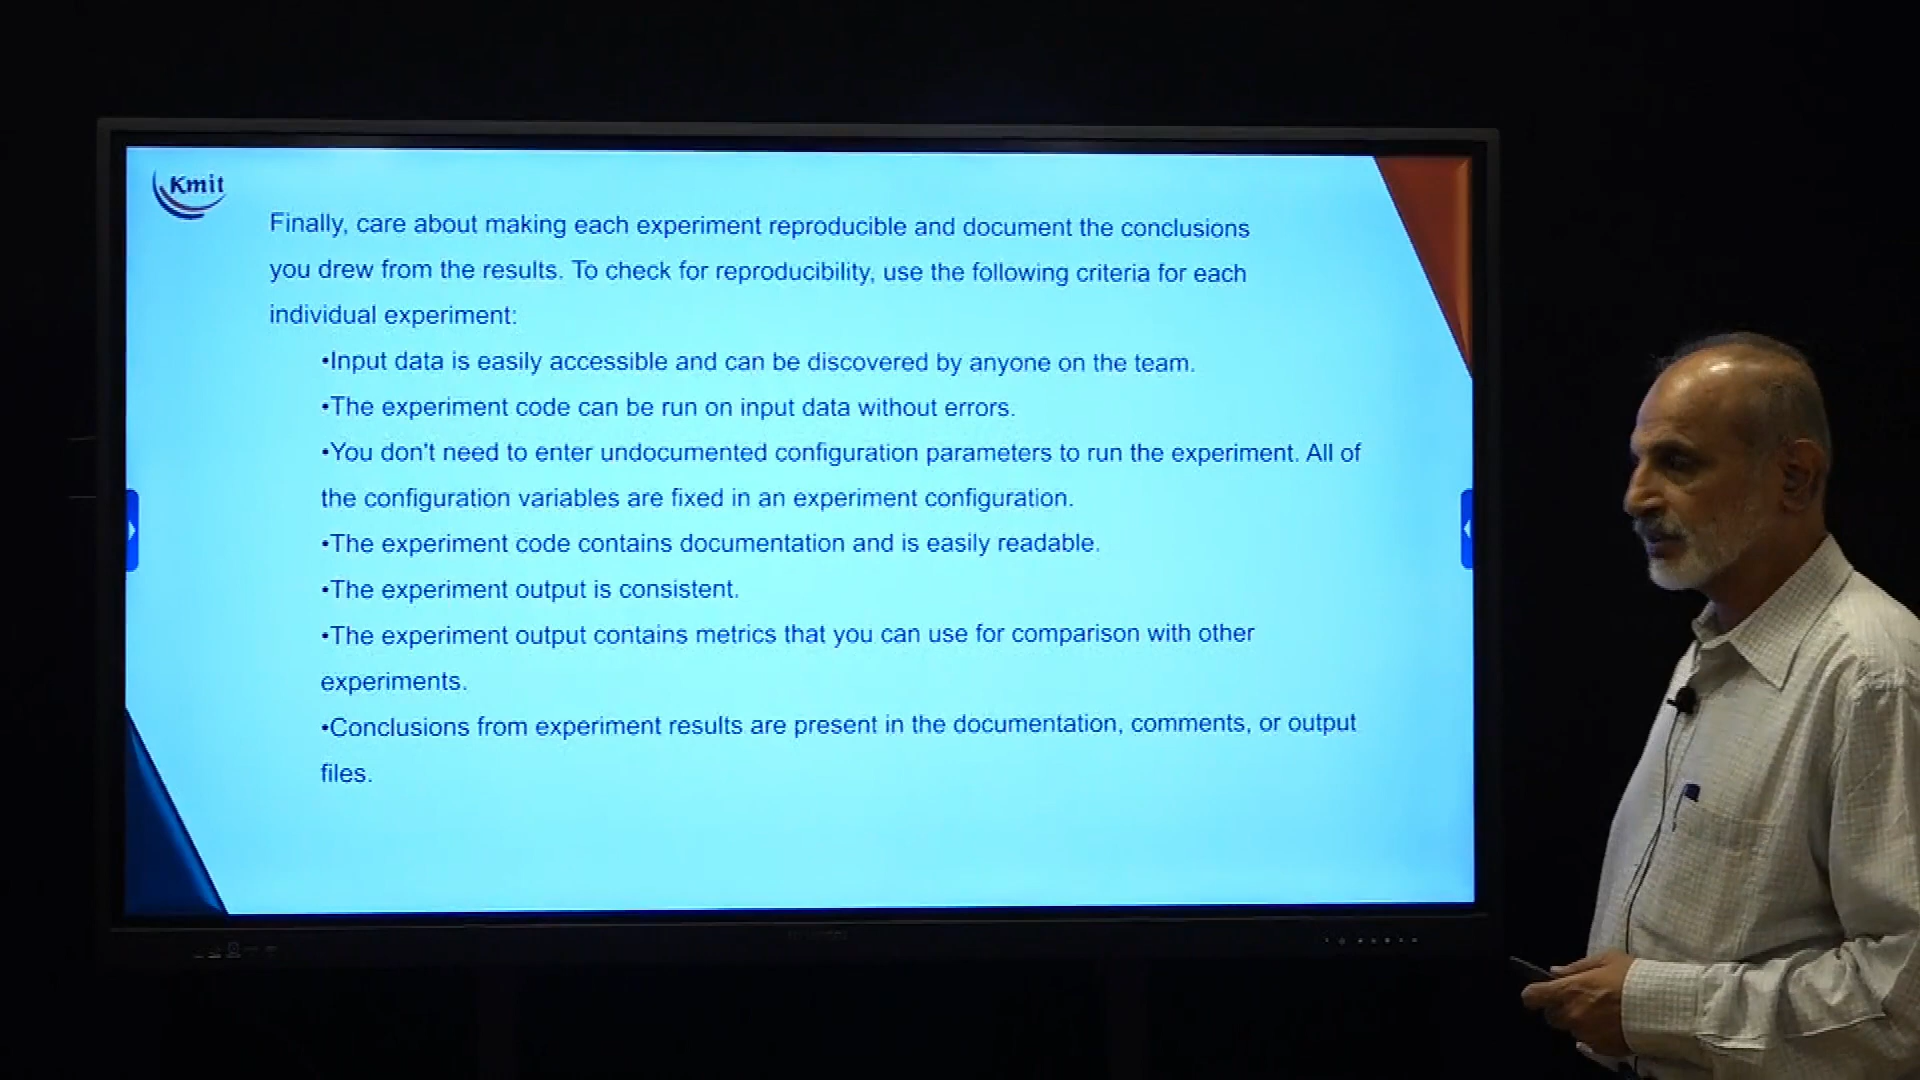 Kmit
Finally, care about making each experiment reproducible and document the conclusions
you drew from the results. To check for reproducibility, use the following criteria for each
individual experiment:
•Input data is easily accessible and can be discovered by anyone on the team.
•The experiment code can be run on input data without errors.
•You don't need to enter undocumented configuration parameters to run the experiment. All of
the configuration variables are fixed in an experiment configuration.
•The experiment code contains documentation and is easily readable.
•The experiment output is consistent.
•The experiment output contains metrics that you can use for comparison with other
experiments.
•Conclusions from experiment results are present in the documentation, comments, or output
files.